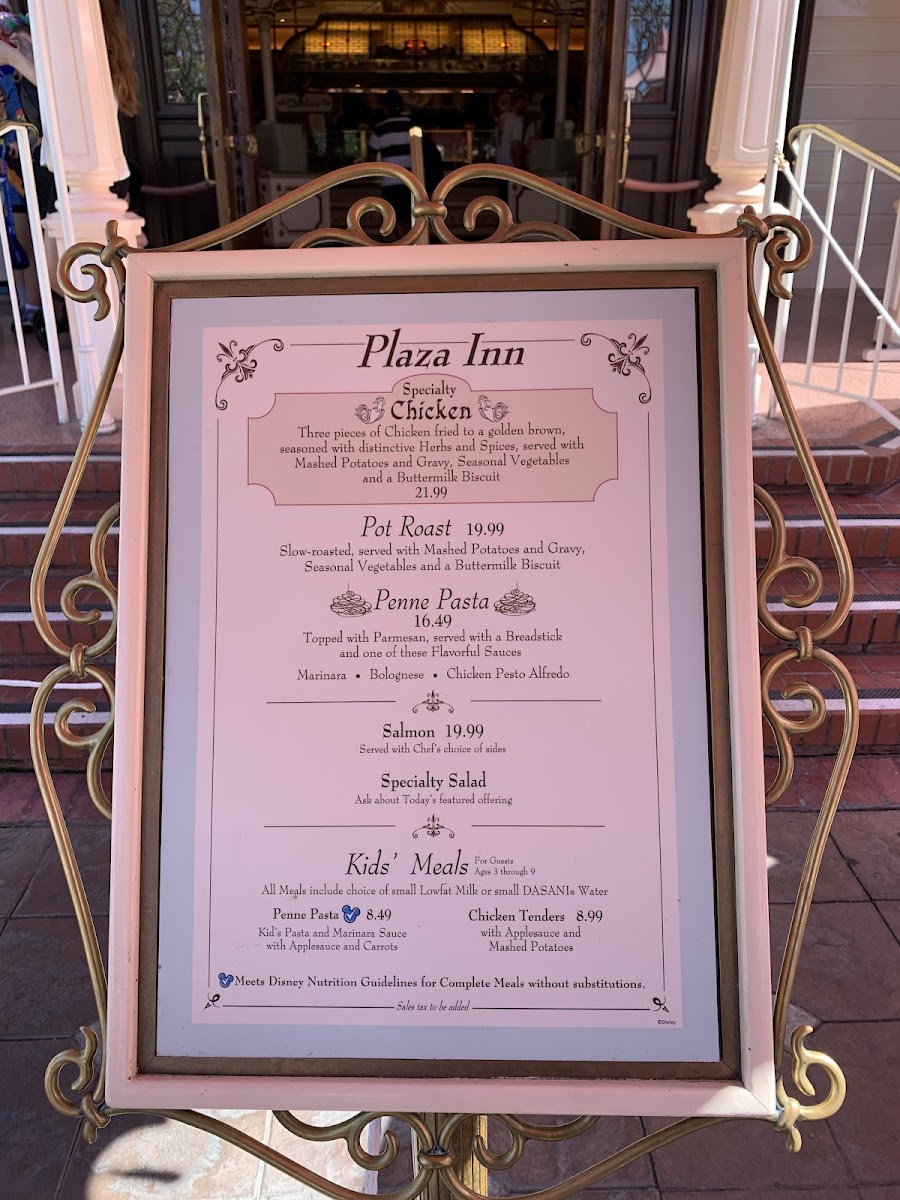 Plaza Inn
Specialty
Chicken
Three pieces of Chicken fried to a golden brown,
seasoned with distinctive Herbs and Spices, served with
Mashed Potatoes and Gravy, Seasonal Vegetables
and a Buttermilk Biscuit
21.99
Pot Roast 19.99
Slow-roasted, served with Mashed Potatoes and Gravy,
Seasonal Vegetables and a Buttermilk Biscuit
Penne Pasta
16.49
Topped with Parmesan, served with a Breadstick
and one of these Flavorful Sauces
Marinara • Bolognese • Chicken Pesto Alfredo
Salmon 19.99
Served with Chef's choice of sides
Specialty Salad
Ask about Today's featured offering
Kids' Meals For Guests
Ages 3 through 9
All Meals include choice of small Lowfat Milk or small DASANI® Water
Penne Pasta 8.49
Kid's Pasta and Marinara Sauce
with Applesauce and Carrots
Chicken Tenders 8.99
with Applesauce and
Mashed Potatoes
Meets Disney Nutrition Guidelines for Complete Meals without substitutions.
Sales tax to be added
©Disney